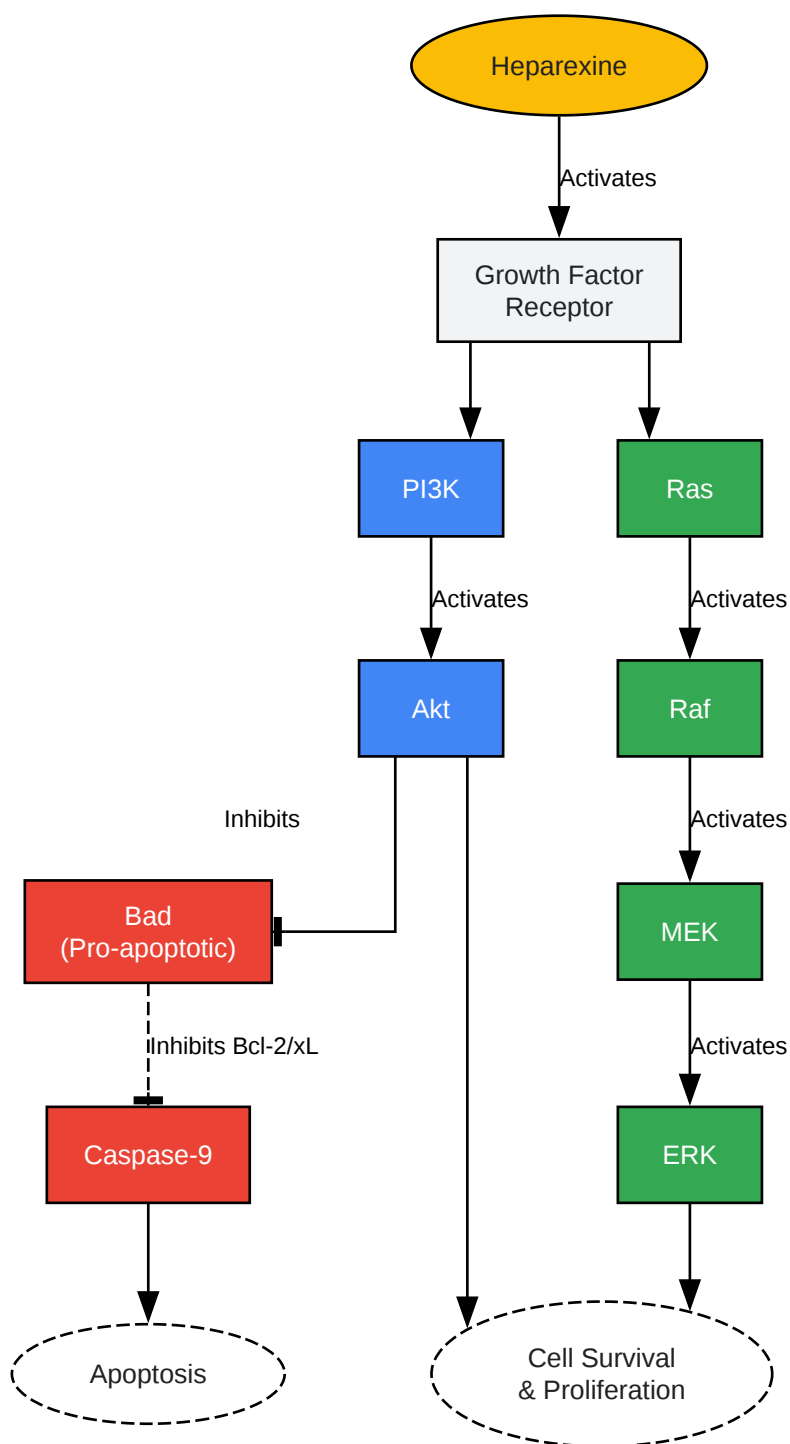 Heparexine
Activates
Growth Factor
Receptor
PI3K
Ras
Activates
Activates
Akt
Raf
Inhibits
Activates
Bad
(Pro-apoptotic)
MEK
Inhibits Bcl-2/xL
Activates
Caspase-9
ERK
Apoptosis
Cell Survival
& Proliferation